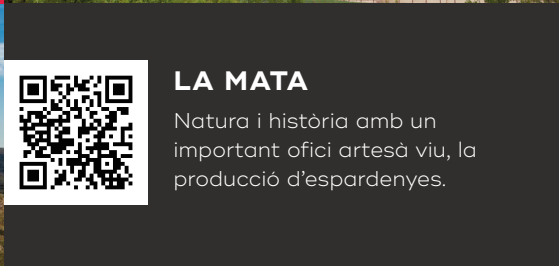 LA MATA
Natura i història amb un
important ofici artesà viu, la
producció d’espardenyes.